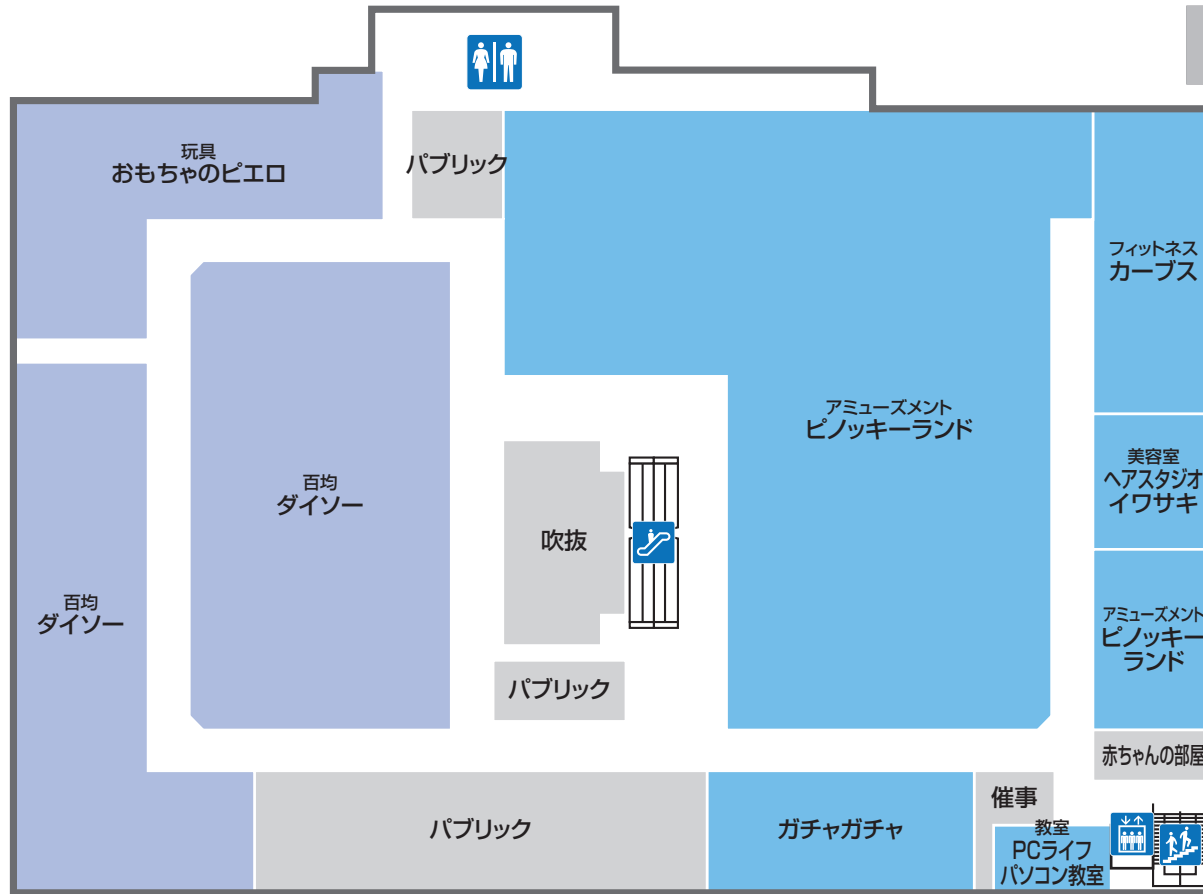 玩具
おもちゃのピエロ
パブリック
フィットネス
カーブス
アミューズメント
ピノッキーランド
美容室
ヘアスタジオ
イワサキ
百均
ダイソー
吹抜
百均
ダイソー
アミューズメント
ピノッキー
ランド
パブリック
赤ちゃんの部屋
パブリック
ガチャガチャ
催事
教室
PCライフ
パソコン教室